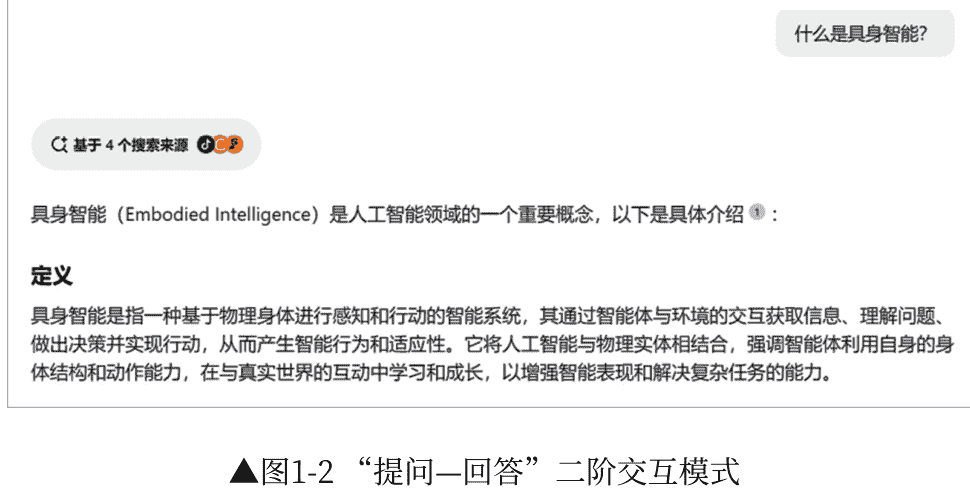 什么是具身智能？
基于 4 个搜索来源
具身智能（Embodied Intelligence）是人工智能领域的一个重要概念，以下是具体介绍 1 ：
定义
具身智能是指一种基于物理身体进行感知和行动的智能系统，其通过智能体与环境的交互获取信息、理解问题、
做出决策并实现行动，从而产生智能行为和适应性。它将人工智能与物理实体相结合，强调智能体利用自身的身
体结构和动作能力，在与真实世界的互动中学习和成长，以增强智能表现和解决复杂任务的能力。
▲图1-2 “提问—回答”二阶交互模式